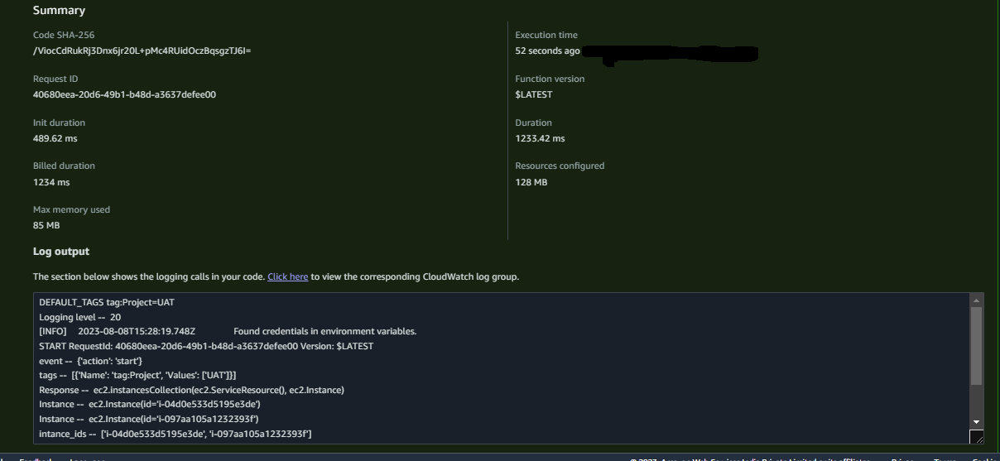 Summary
Code SHA-256
/ViocCdRukRj3Dnx6jr20L+pMc4RUidOczBqsgzTJ6I=
Execution time
52 seconds ago
Request ID
40680eea-20d6-49b1-b48d-a3637defee00
Function version
$LATEST
Init duration
489.62 ms
Duration
1233.42 ms
Billed duration
1234 ms
Resources configured
128 MB
Max memory used
85 MB
Log output
The section below shows the logging calls in your code. Click here to view the corresponding CloudWatch log group.
DEFAULT_TAGS tag:Project=UAT
Logging level -- 20
[INFO] 2023-08-08T15:28:19.748Z Found credentials in environment variables.
START RequestId: 40680eea-20d6-49b1-b48d-a3637defee00 Version: $LATEST
event -- {'action': 'start'}
tags -- [{'Name': 'tag:Project', 'Values': ['UAT']}]
Response -- ec2.instancesCollection(ec2.ServiceResource(), ec2.Instance)
Instance -- ec2.Instance(id='i-04d0e533d5195e3de')
Instance -- ec2.Instance(id='i-097aa105a1232393f')
intance_ids -- ['i-04d0e533d5195e3de', 'i-097aa105a1232393f']